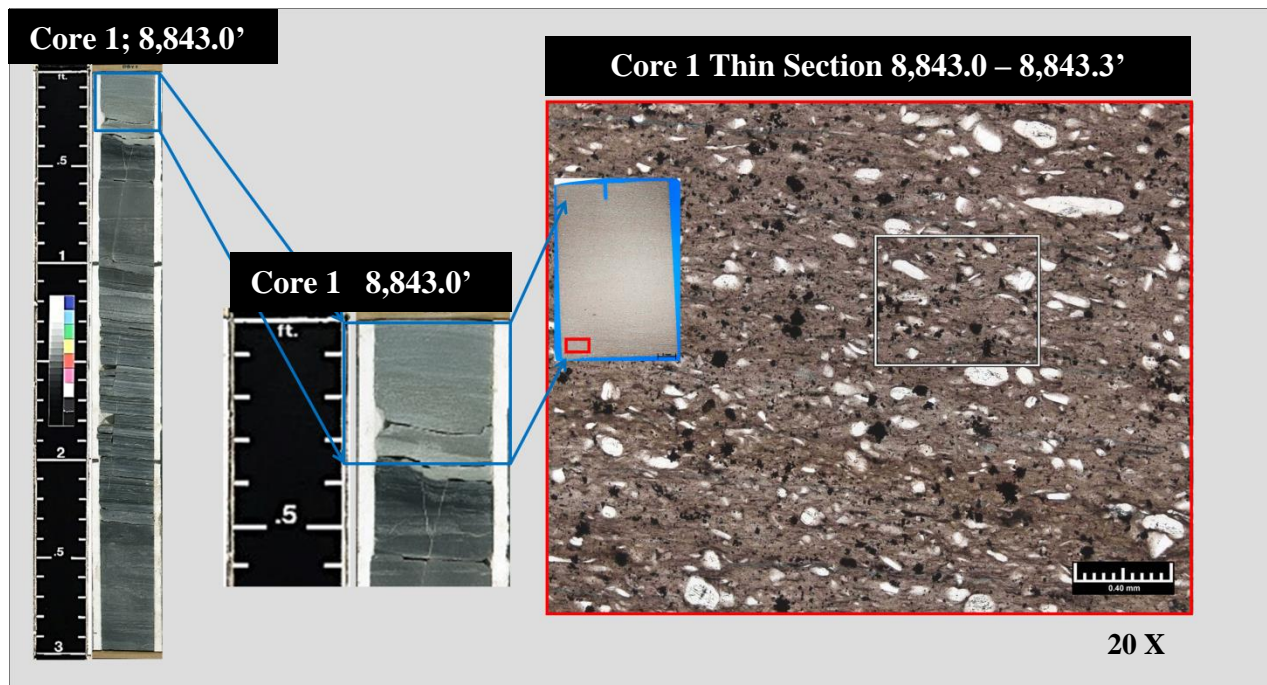 Core 1; 8,843.0’
ft.
.5
1
2
.5
3
Core 1 8,843.0’
ft.
.5
Core 1 Thin Section 8,843.0 – 8,843.3’
0.40 mm
20 X